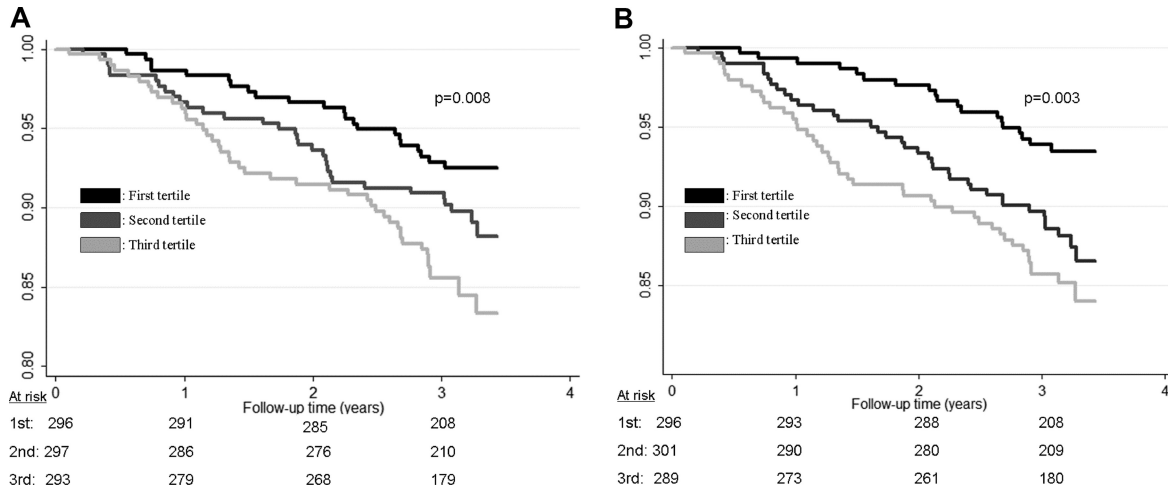 A
1.00
0.95
0.90
0.85
0.80
p=0.008
: First tertile
: Second tertile
: Third tertile
0 1 2 3 4
Follow-up time (years)
At risk
1st: 296 291 285 208
2nd: 297 286 276 210
3rd: 293 279 268 179
B
1.00
0.95
0.90
0.85
p=0.003
: First tertile
: Second tertile
: Third tertile
0 1 2 3 4
Follow-up time (years)
At risk
1st: 296 293 288 208
2nd: 301 290 280 209
3rd: 289 273 261 180